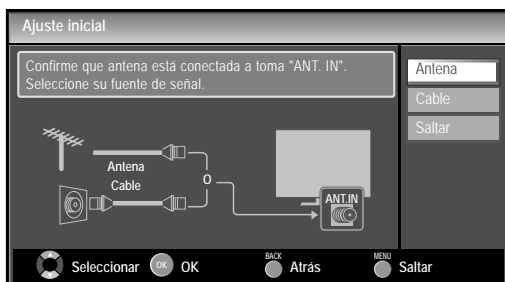 Ajuste inicial
Confirme que antena está conectada a toma "ANT. IN".
Seleccione su fuente de señal.
Antena
Cable
Saltar
Antena
Cable
O
ANT.IN
Seleccionar
OK
OK
BACK
Atrás
MENU
Saltar